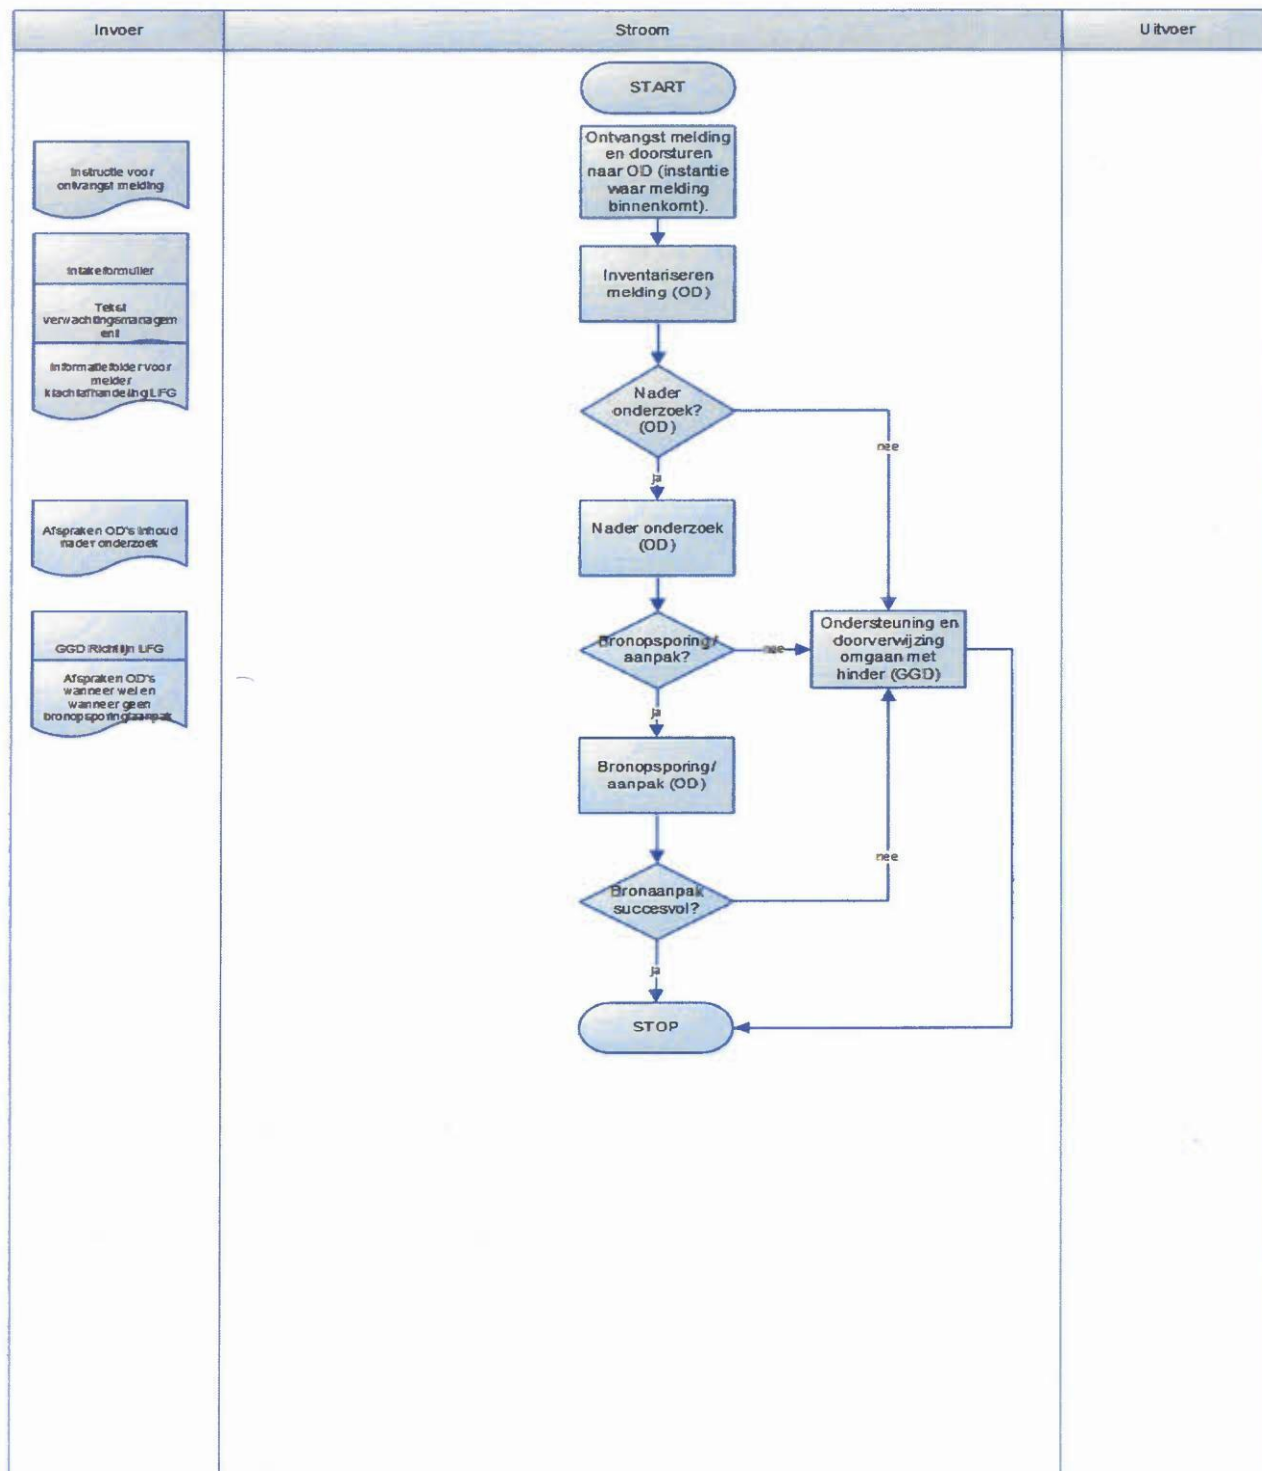 Invoer
Stroom
Uitvoer
START
Ontvangst melding
en doorsturen
naar OD (instantie
waar melding
binnenkomt).
Instructie voor
ontvangst melding
Inventariseren
melding (OD)
Intakeformulier
Tekst
verwachtingsmanagem
ent
Informatiefolder voor
melder
klachtafhandeling LFG
Nader
onderzoek?
(OD)
nee
ja
Afspraken OD's inhoud
nader onderzoek
Nader onderzoek
(OD)
GGD Richtlijn LFG
Afspraken OD's
wanneer wel en
wanneer geen
bronopsporing/aanpak
Bronopsporing/
aanpak?
nee
Ondersteuning en
doorverwijzing
omgaan met
hinder (GGD)
ja
Bronopsporing/
aanpak (OD)
nee
Bronaanpak
succesvol?
ja
STOP